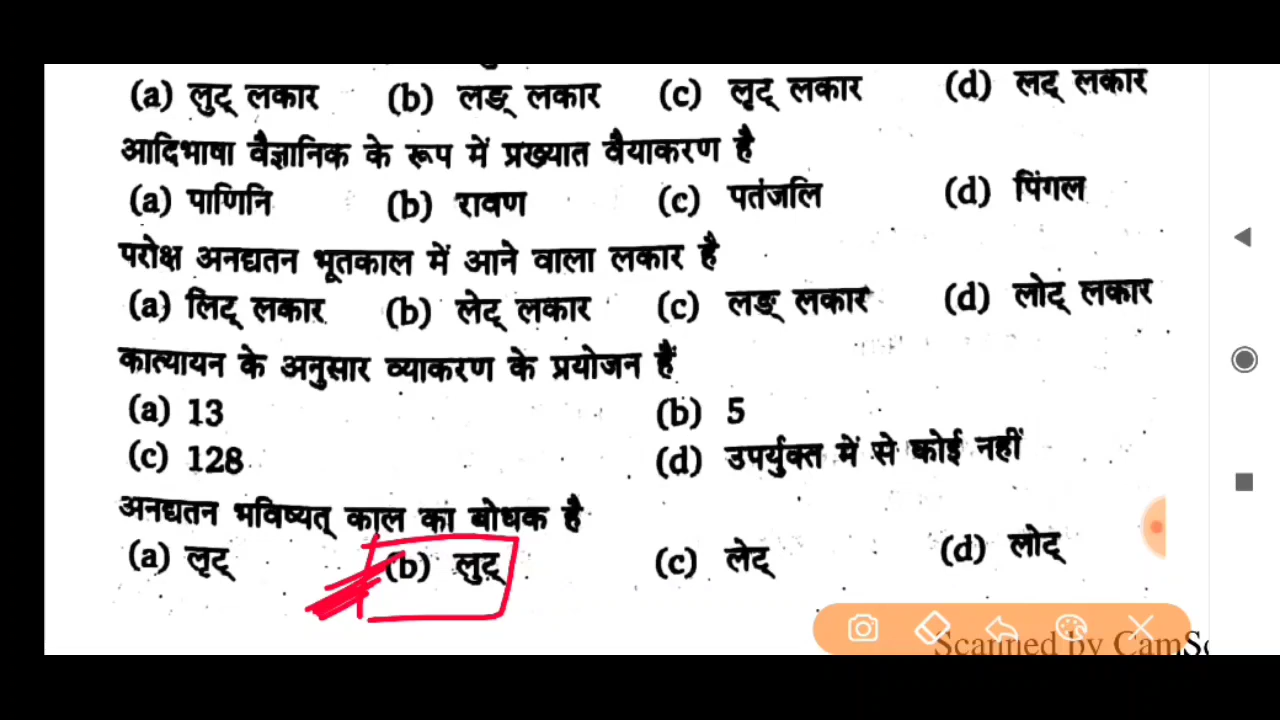 (a) लुट् लकार (b) लङ् लकार (c) लृट् लकार (d) लट् लकार
आदिभाषा वैज्ञानिक के रूप में प्रख्यात वैयाकरण है
(a) पाणिनि (b) रावण (c) पतंजलि (d) पिंगल
परोक्ष अनद्यतन भूतकाल में आने वाला लकार है
(a) लिट् लकार (b) लेट् लकार (c) लङ् लकार (d) लोट् लकार
कात्यायन के अनुसार व्याकरण के प्रयोजन हैं
(a) 13 (b) 5
(c) 128 (d) उपर्युक्त में से कोई नहीं
अनद्यतन भविष्यत् काल का बोधक है
(a) लृट् (b) लुट् (c) लेट् (d) लोट्
Scanned by CamSc